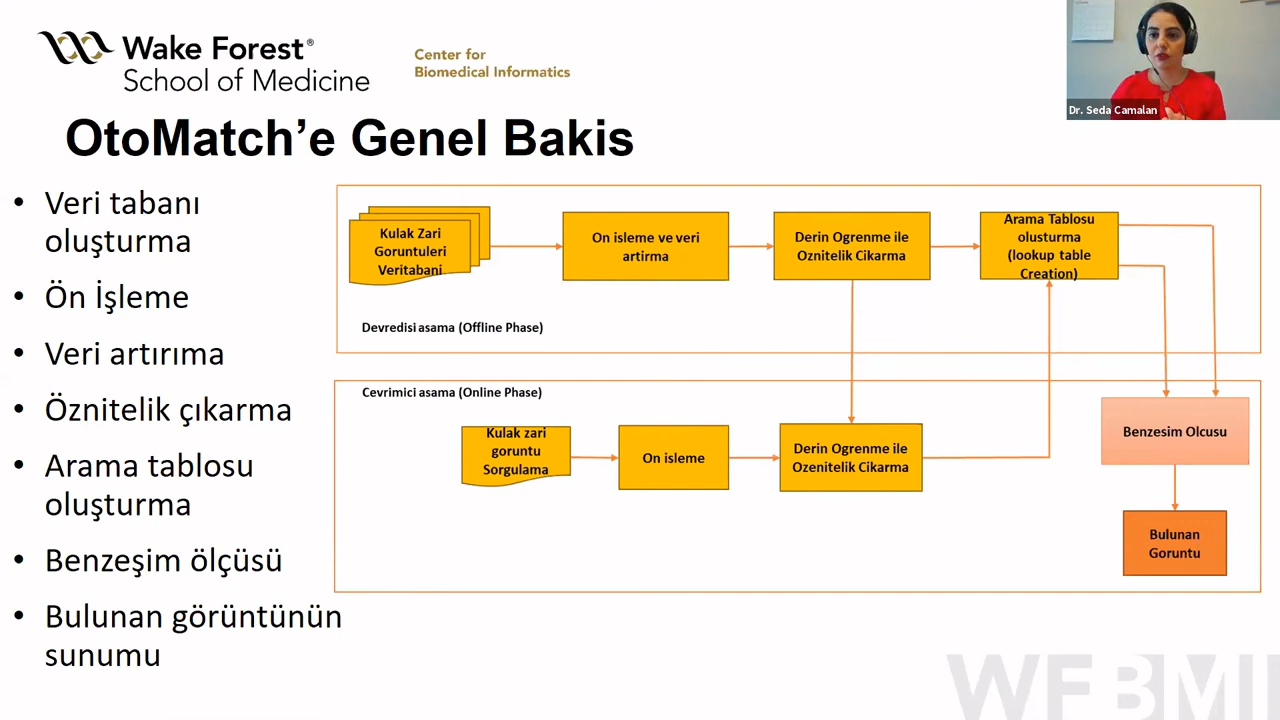 Wake Forest®
School of Medicine
Center for
Biomedical Informatics
Dr. Seda Camalan
OtoMatch’e Genel Bakis
• Veri tabanı
oluşturma
• Ön İşleme
• Veri artırıma
• Öznitelik çıkarma
• Arama tablosu
oluşturma
• Benzeşim ölçüsü
• Bulunan görüntünün
sunumu
Kulak Zari
Goruntuleri
Veritabani
On isleme ve veri
artirma
Derin Ogrenme ile
Oznitelik Cikarma
Arama Tablosu
olusturma
(lookup table
Creation)
Devredisi asama (Offline Phase)
Cevrimici asama (Online Phase)
Kulak zari
goruntu
Sorgulama
On isleme
Derin Ogrenme ile
Ozenitelik Cikarma
Benzesim Olcusu
Bulunan
Goruntu
WFBMI